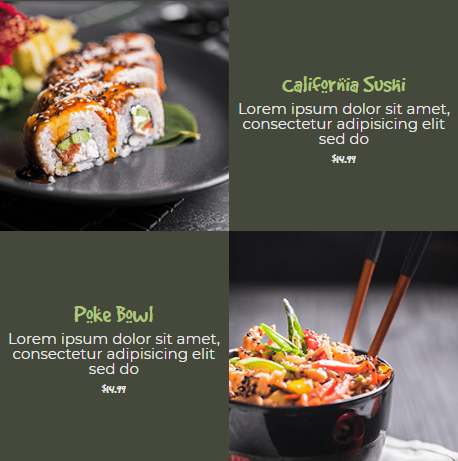 California Sushi
Lorem ipsum dolor sit amet,
consectetur adipisicing elit
sed do
$14.99
Poke Bowl
Lorem ipsum dolor sit amet,
consectetur adipisicing elit
sed do
$14.99